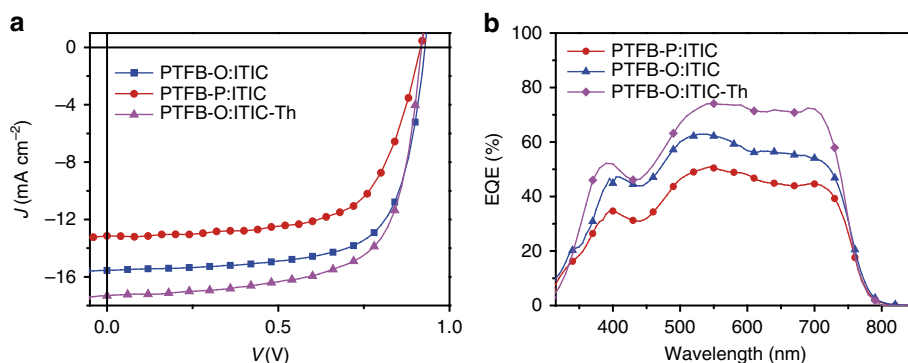 a
0
−4
−8
−12
−16
J (mA cm−2)
PTFB-O:ITIC
PTFB-P:ITIC
PTFB-O:ITIC-Th
0.0
0.5
1.0
V(V)
b
100
80
60
40
20
0
EQE (%)
PTFB-P:ITIC
PTFB-O:ITIC
PTFB-O:ITIC-Th
400
500
600
700
800
Wavelength (nm)